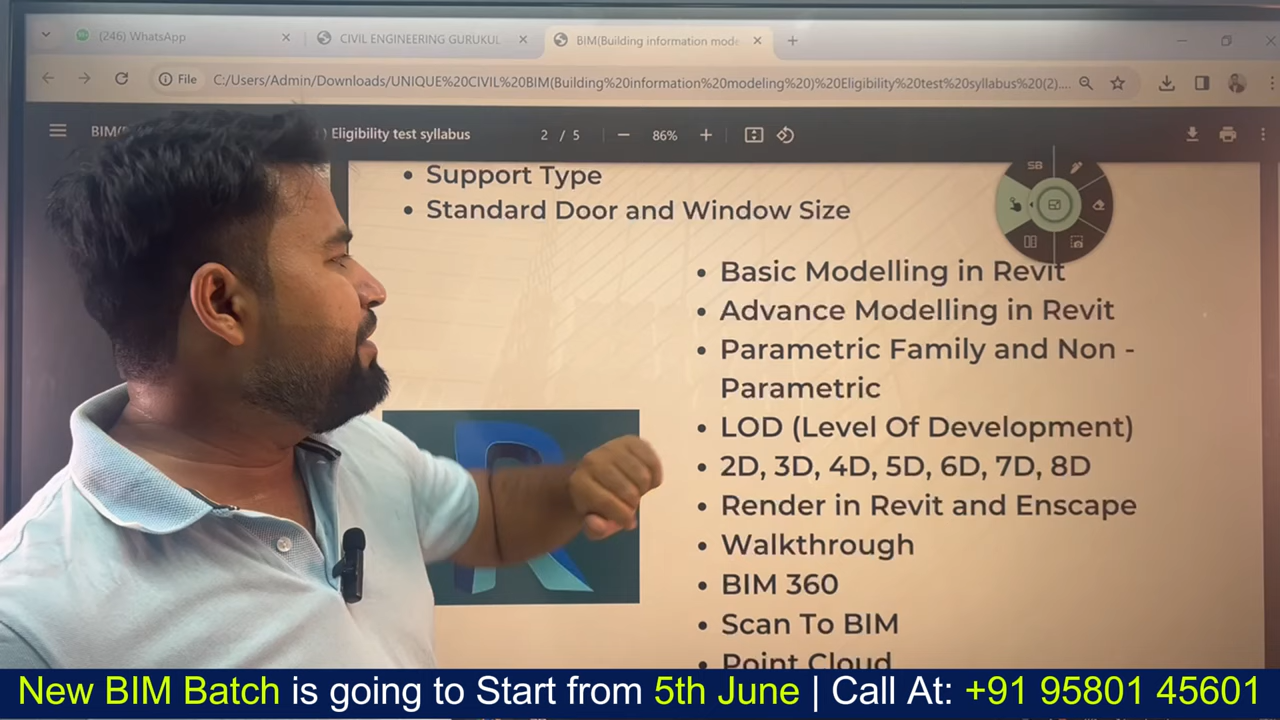 (246) WhatsApp
CIVIL ENGINEERING GURUKUL
BIM(Building information mode
File
C:/Users/Admin/Downloads/UNIQUE%20CIVIL%20BIM(Building%20information%20modeling%20)%20Eligibility%20test%20syllabus%20(2)....
BIM(
) Eligibility test syllabus
2 / 5
86%
SB
• Support Type
• Standard Door and Window Size
• Basic Modelling in Revit
• Advance Modelling in Revit
• Parametric Family and Non -
Parametric
• LOD (Level Of Development)
• 2D, 3D, 4D, 5D, 6D, 7D, 8D
• Render in Revit and Enscape
• Walkthrough
• BIM 360
• Scan To BIM
• Point Cloud
R
New BIM Batch is going to Start from 5th June | Call At: +91 95801 45601